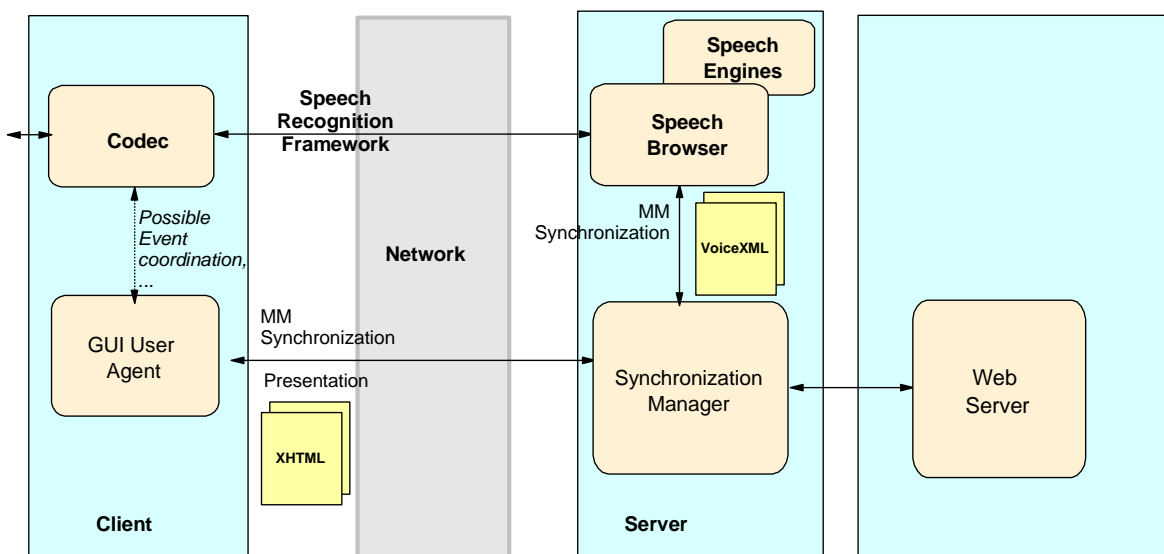 Speech
Engines
Codec
Speech
Recognition
Framework
Speech
Browser
Possible
Event
coordination,
...
Network
MM
Synchronization
VoiceXML
GUI User
Agent
MM
Synchronization
Presentation
XHTML
Synchronization
Manager
Web
Server
Client
Server